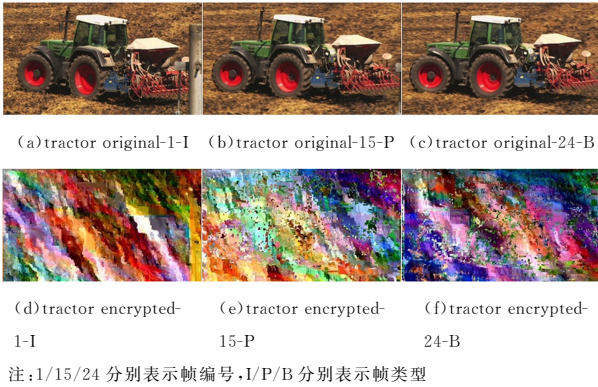 (a)tractor original-1-I
(b)tractor original-15-P
(c)tractor original-24-B
(d)tractor encrypted-
1-I
(e)tractor encrypted-
15-P
(f)tractor encrypted-
24-B
注:1/15/24 分别表示帧编号,I/P/B分别表示帧类型